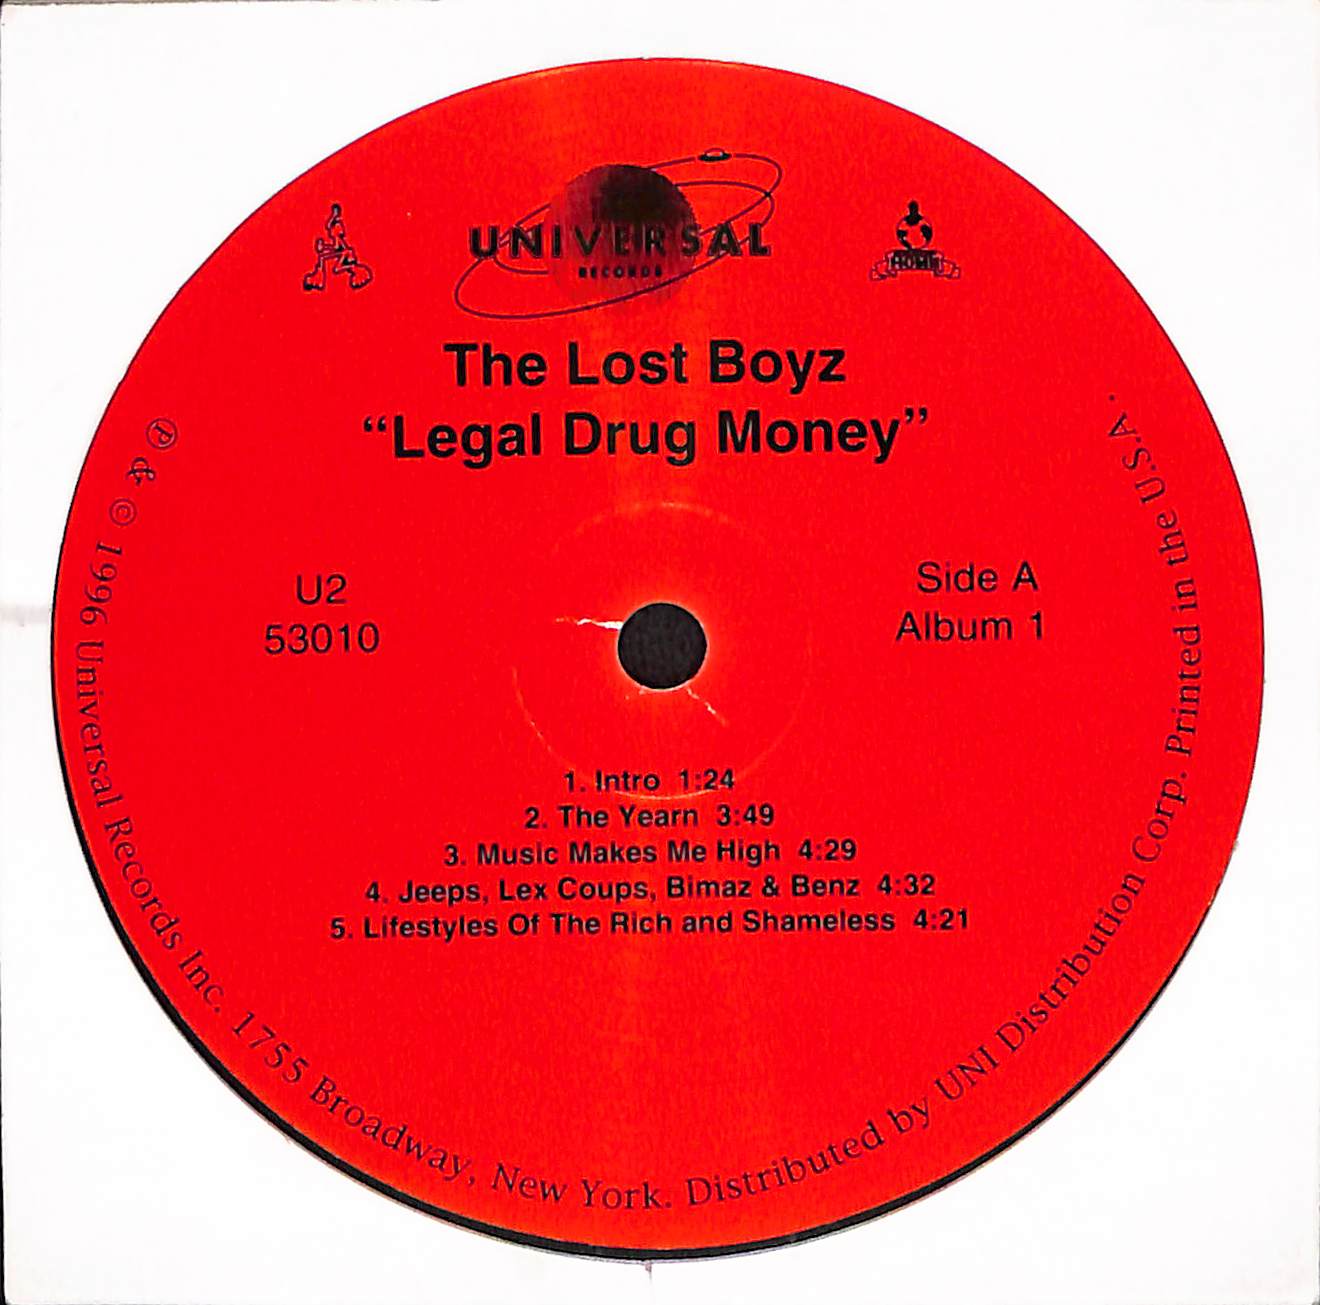 UNIVERSAL
RECORDS
The Lost Boyz
“Legal Drug Money”
U2
53010
Side A
Album 1
1. Intro 1:24
2. The Yearn 3:49
3. Music Makes Me High 4:29
4. Jeeps, Lex Coups, Bimaz & Benz 4:32
5. Lifestyles Of The Rich and Shameless 4:21
℗ & © 1996 Universal Records Inc. 1755 Broadway, New York. Distributed by UNI Distribution Corp. Printed in the U.S.A.